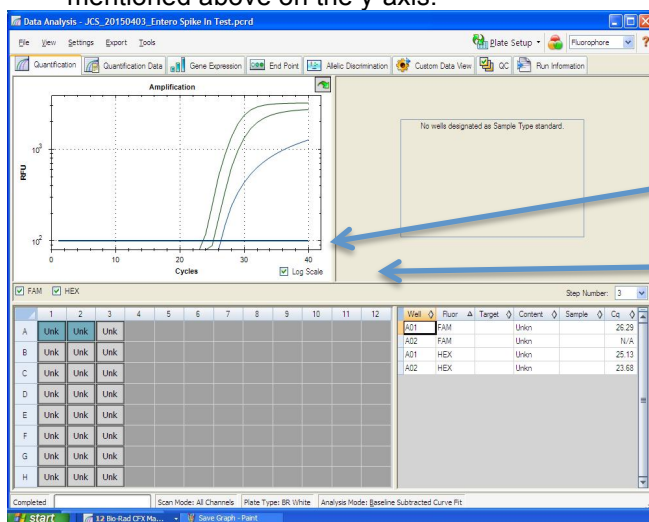 mentioned above on the y-axis.
Data Analysis - JCS_20150403_Entero Spike In Test.pcrd
File View Settings Export Tools Plate Setup Fluorophore ?
Quantification Quantification Data Gene Expression End Point Allelic Discrimination Custom Data View QC Run Information
Amplification
No wells designated as Sample Type standard.
10³
RFU
10²
0 10 20 30 40
Cycles Log Scale
FAM HEX Step Number: 3
1 2 3 4 5 6 7 8 9 10 11 12
A Unk Unk Unk
B Unk Unk Unk
C Unk Unk Unk
D Unk Unk Unk
E Unk Unk Unk
F Unk Unk Unk
G Unk Unk Unk
H Unk Unk Unk
Well Fluor Target Content Sample Cq
A01 FAM Unkn 26.29
A02 FAM Unkn N/A
A01 HEX Unkn 25.13
A02 HEX Unkn 23.68
Completed Scan Mode: All Channels Plate Type: BR White Analysis Mode: Baseline Subtracted Curve Fit
start 12 Bio-Rad CFX Ma... Save Graph - Paint